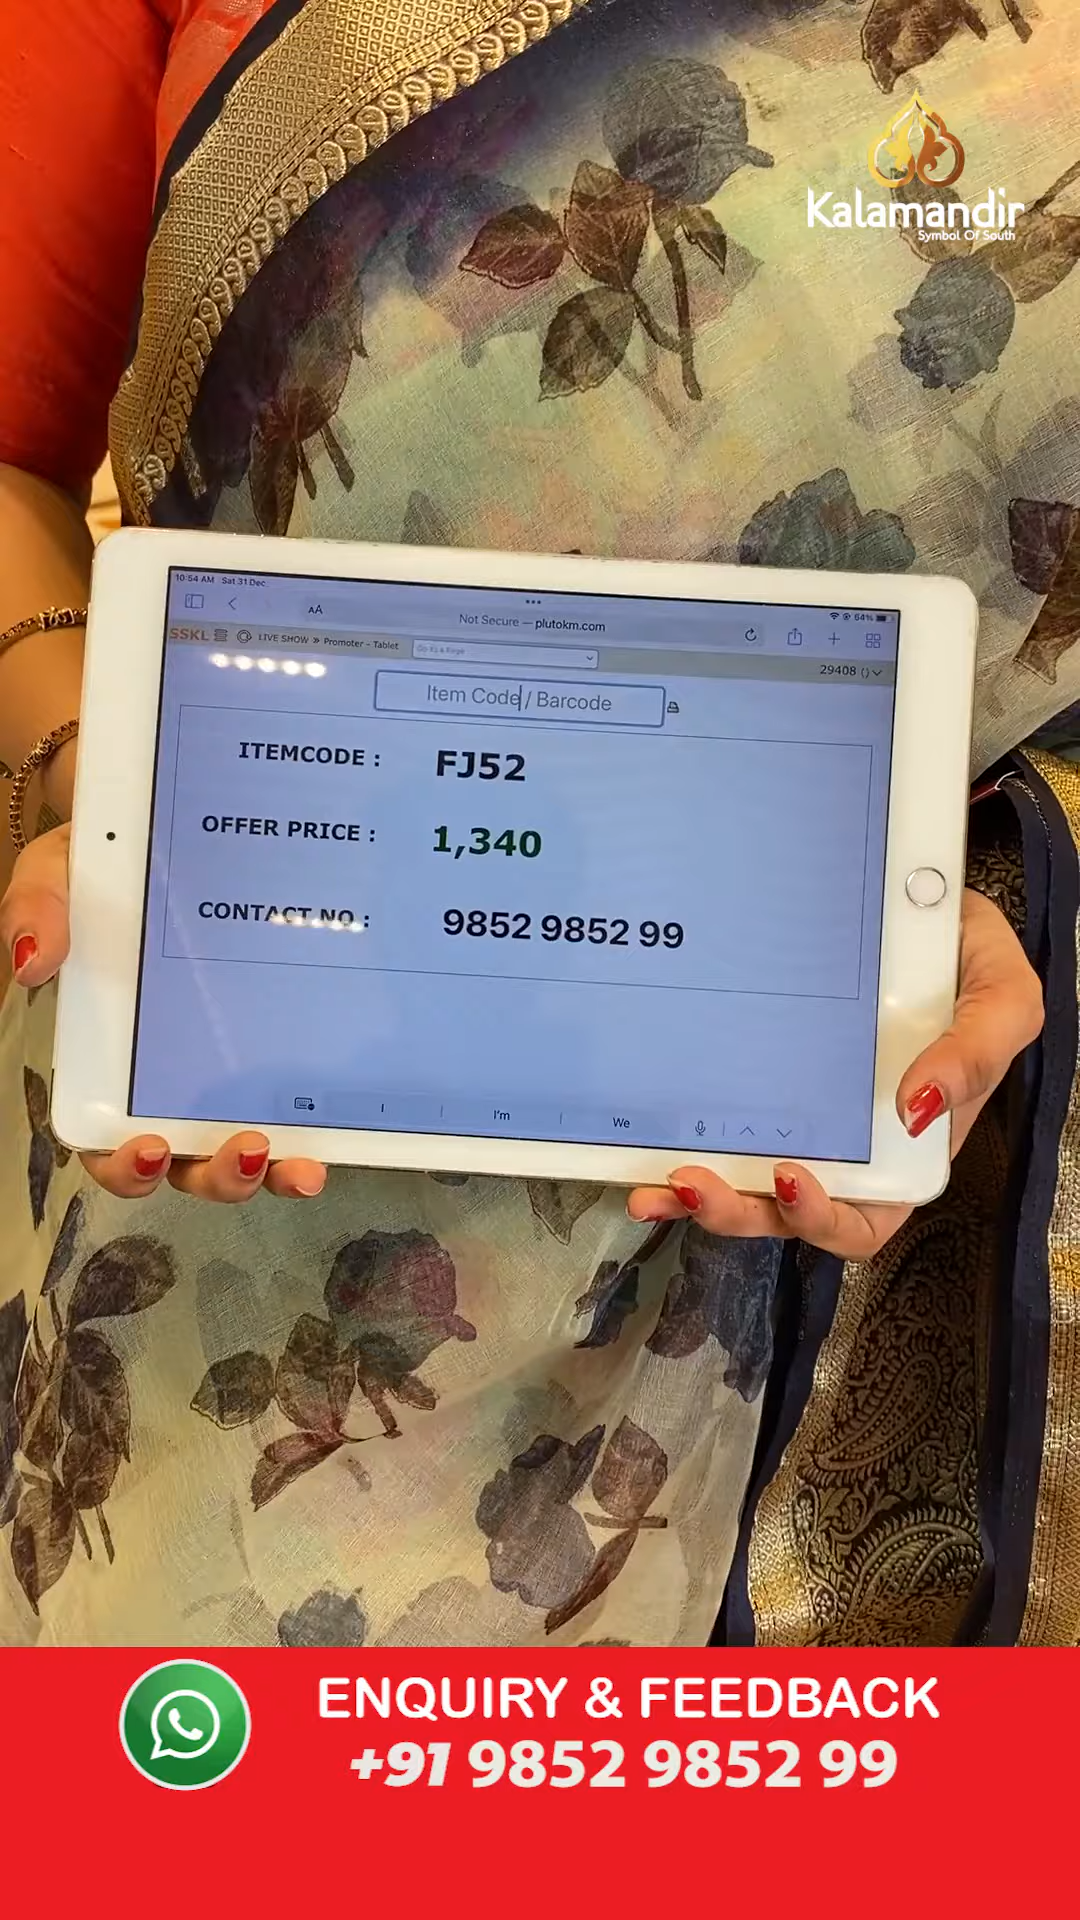 Kalamandir
Symbol Of South
10:54 AM Sat 31 Dec
64%
AA
Not Secure — plutokm.com
SSKL LIVE SHOW » Promoter - Tablet
29408 ()
Item Code / Barcode
ITEMCODE : FJ52
OFFER PRICE : 1,340
CONTACT NO : 9852 9852 99
I I'm We
ENQUIRY & FEEDBACK
+91 9852 9852 99